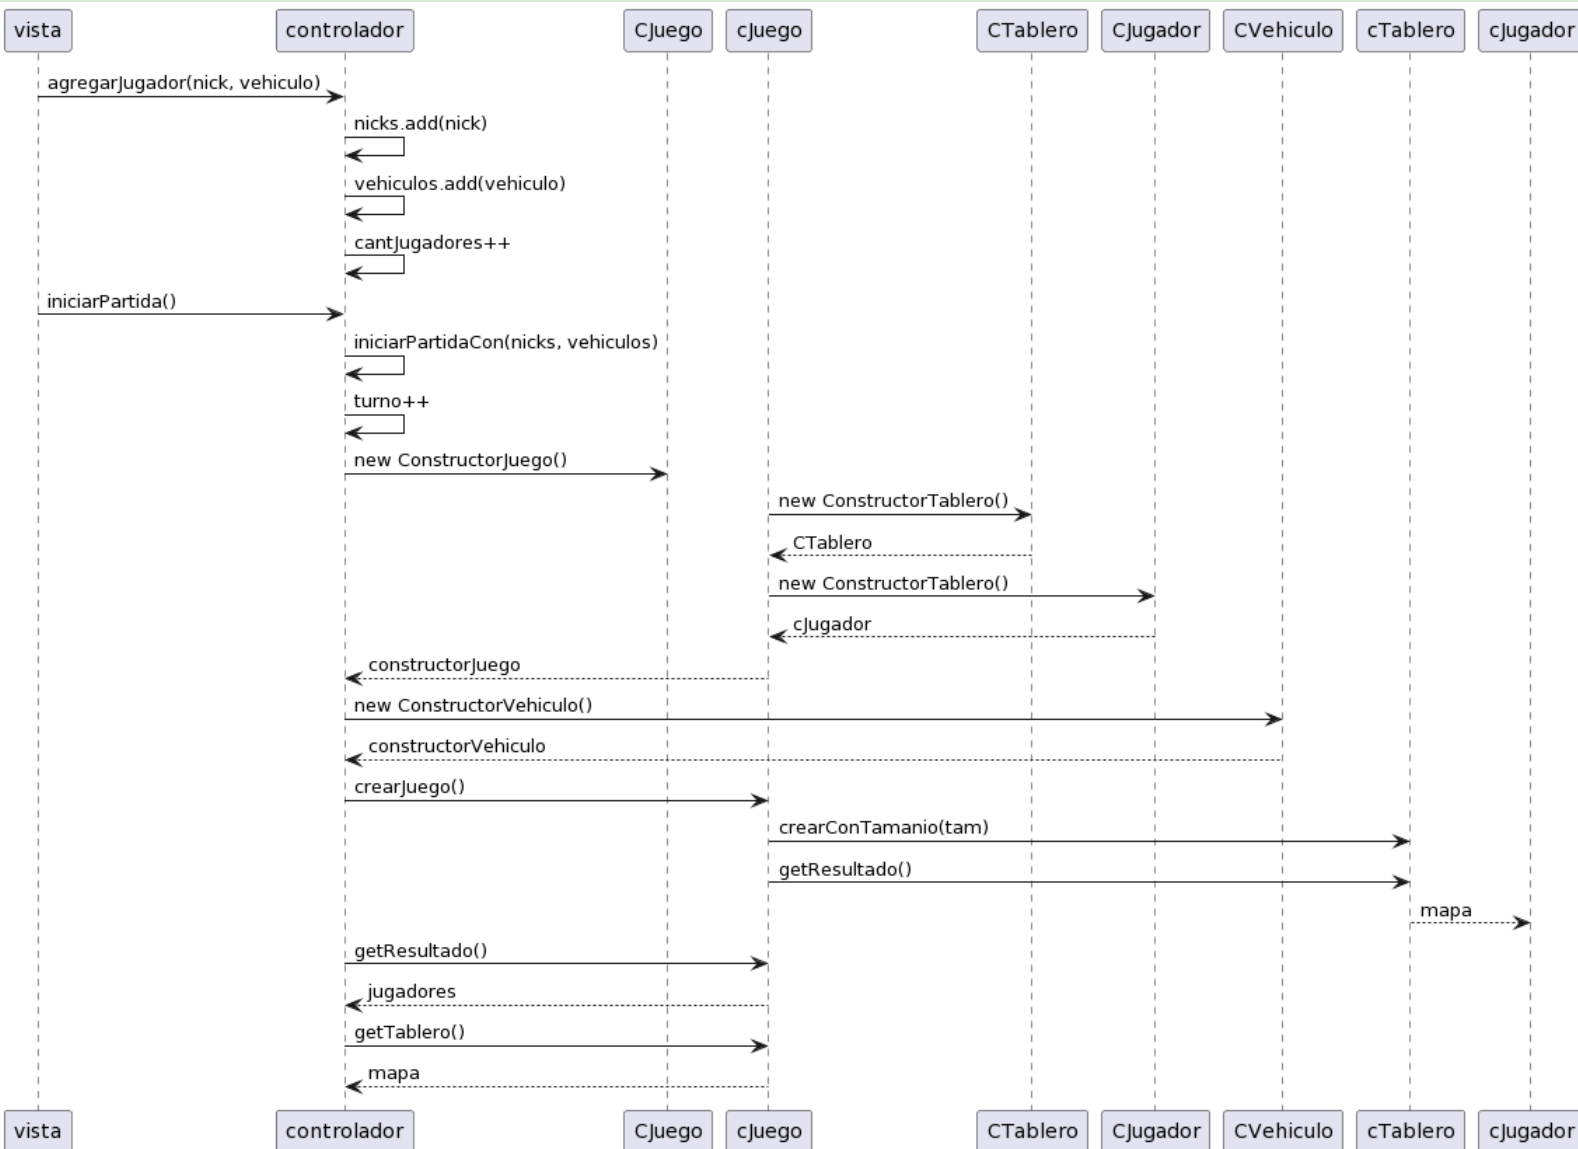 vista controlador CJuego cJuego CTablero CJugador CVehiculo cTablero cJugador
agregarJugador(nick, vehiculo)
nicks.add(nick)
vehiculos.add(vehiculo)
cantJugadores++
iniciarPartida()
iniciarPartidaCon(nicks, vehiculos)
turno++
new ConstructorJuego()
new ConstructorTablero()
CTablero
new ConstructorTablero()
cJugador
constructorJuego
new ConstructorVehiculo()
constructorVehiculo
crearJuego()
crearConTamanio(tam)
getResultado()
mapa
getResultado()
jugadores
getTablero()
mapa
vista controlador CJuego cJuego CTablero CJugador CVehiculo cTablero cJugador